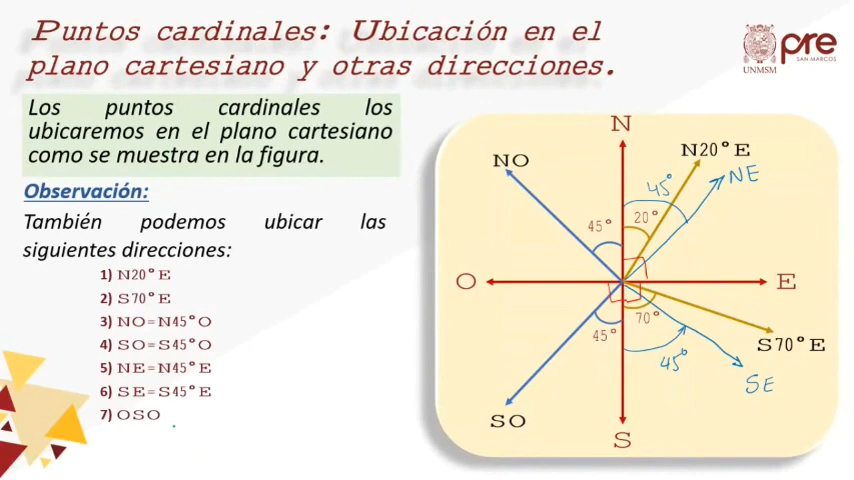 Puntos cardinales: Ubicación en el
plano cartesiano y otras direcciones.
UNMSM
pre
SAN MARCOS
Los puntos cardinales los
ubicaremos en el plano cartesiano
como se muestra en la figura.
Observación:
También podemos ubicar las
siguientes direcciones:
1) N20°E
2) S70°E
3) NO=N45°O
4) SO=S45°O
5) NE=N45°E
6) SE=S45°E
7) OSO
N
NO
N20°E
NE
45°
45°
20°
O
E
45°
70°
S70°E
45°
SE
SO
S